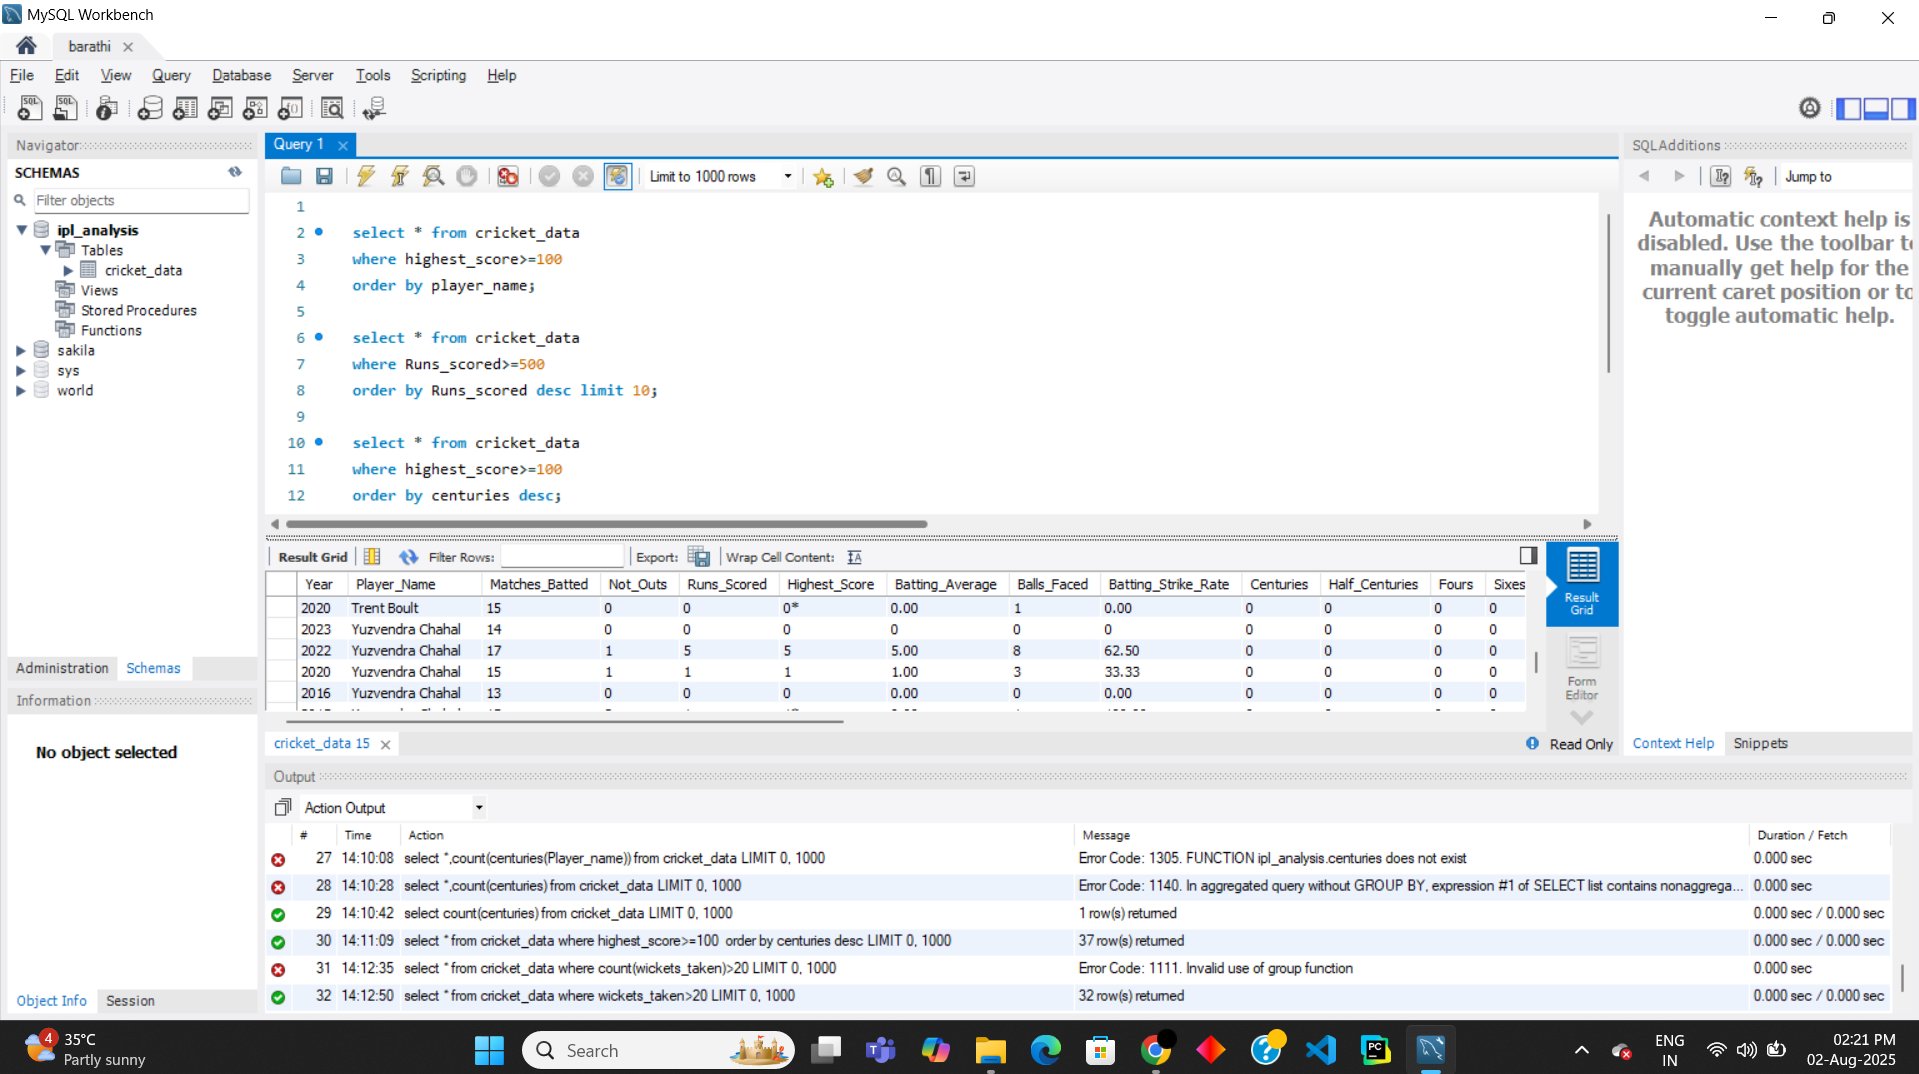 MySQL Workbench
barathi
File Edit View Query Database Server Tools Scripting Help
Navigator
SCHEMAS
Filter objects
ipl_analysis
Tables
cricket_data
Views
Stored Procedures
Functions
sakila
sys
world
Administration Schemas
Information
No object selected
Object Info Session
Query 1
Limit to 1000 rows
1
2 select * from cricket_data
3 where highest_score>=100
4 order by player_name;
5
6 select * from cricket_data
7 where Runs_scored>=500
8 order by Runs_scored desc limit 10;
9
10 select * from cricket_data
11 where highest_score>=100
12 order by centuries desc;
Result Grid Filter Rows: Export: Wrap Cell Content:
Year Player_Name Matches_Batted Not_Outs Runs_Scored Highest_Score Batting_Average Balls_Faced Batting_Strike_Rate Centuries Half_Centuries Fours Sixes
2020 Trent Boult 15 0 0 0* 0.00 1 0.00 0 0 0 0
2023 Yuzvendra Chahal 14 0 0 0 0 0 0 0 0 0 0
2022 Yuzvendra Chahal 17 1 5 5 5.00 8 62.50 0 0 0 0
2020 Yuzvendra Chahal 15 1 1 1 1.00 3 33.33 0 0 0 0
2016 Yuzvendra Chahal 13 0 0 0 0.00 0 0.00 0 0 0 0
Result
Grid
Form
Editor
cricket_data 15
Read Only
SQLAdditions
Jump to
Automatic context help is
disabled. Use the toolbar to
manually get help for the
current caret position or to
toggle automatic help.
Context Help Snippets
Output
Action Output
# Time Action Message Duration / Fetch
27 14:10:08 select *,count(centuries(Player_name)) from cricket_data LIMIT 0, 1000 Error Code: 1305. FUNCTION ipl_analysis.centuries does not exist 0.000 sec
28 14:10:28 select *,count(centuries) from cricket_data LIMIT 0, 1000 Error Code: 1140. In aggregated query without GROUP BY, expression #1 of SELECT list contains nonaggrega... 0.000 sec
29 14:10:42 select count(centuries) from cricket_data LIMIT 0, 1000 1 row(s) returned 0.000 sec / 0.000 sec
30 14:11:09 select * from cricket_data where highest_score>=100 order by centuries desc LIMIT 0, 1000 37 row(s) returned 0.000 sec / 0.000 sec
31 14:12:35 select * from cricket_data where count(wickets_taken)>20 LIMIT 0, 1000 Error Code: 1111. Invalid use of group function 0.000 sec
32 14:12:50 select * from cricket_data where wickets_taken>20 LIMIT 0, 1000 32 row(s) returned 0.000 sec / 0.000 sec
4
35°C
Partly sunny
Search
ENG
IN
02:21 PM
02-Aug-2025